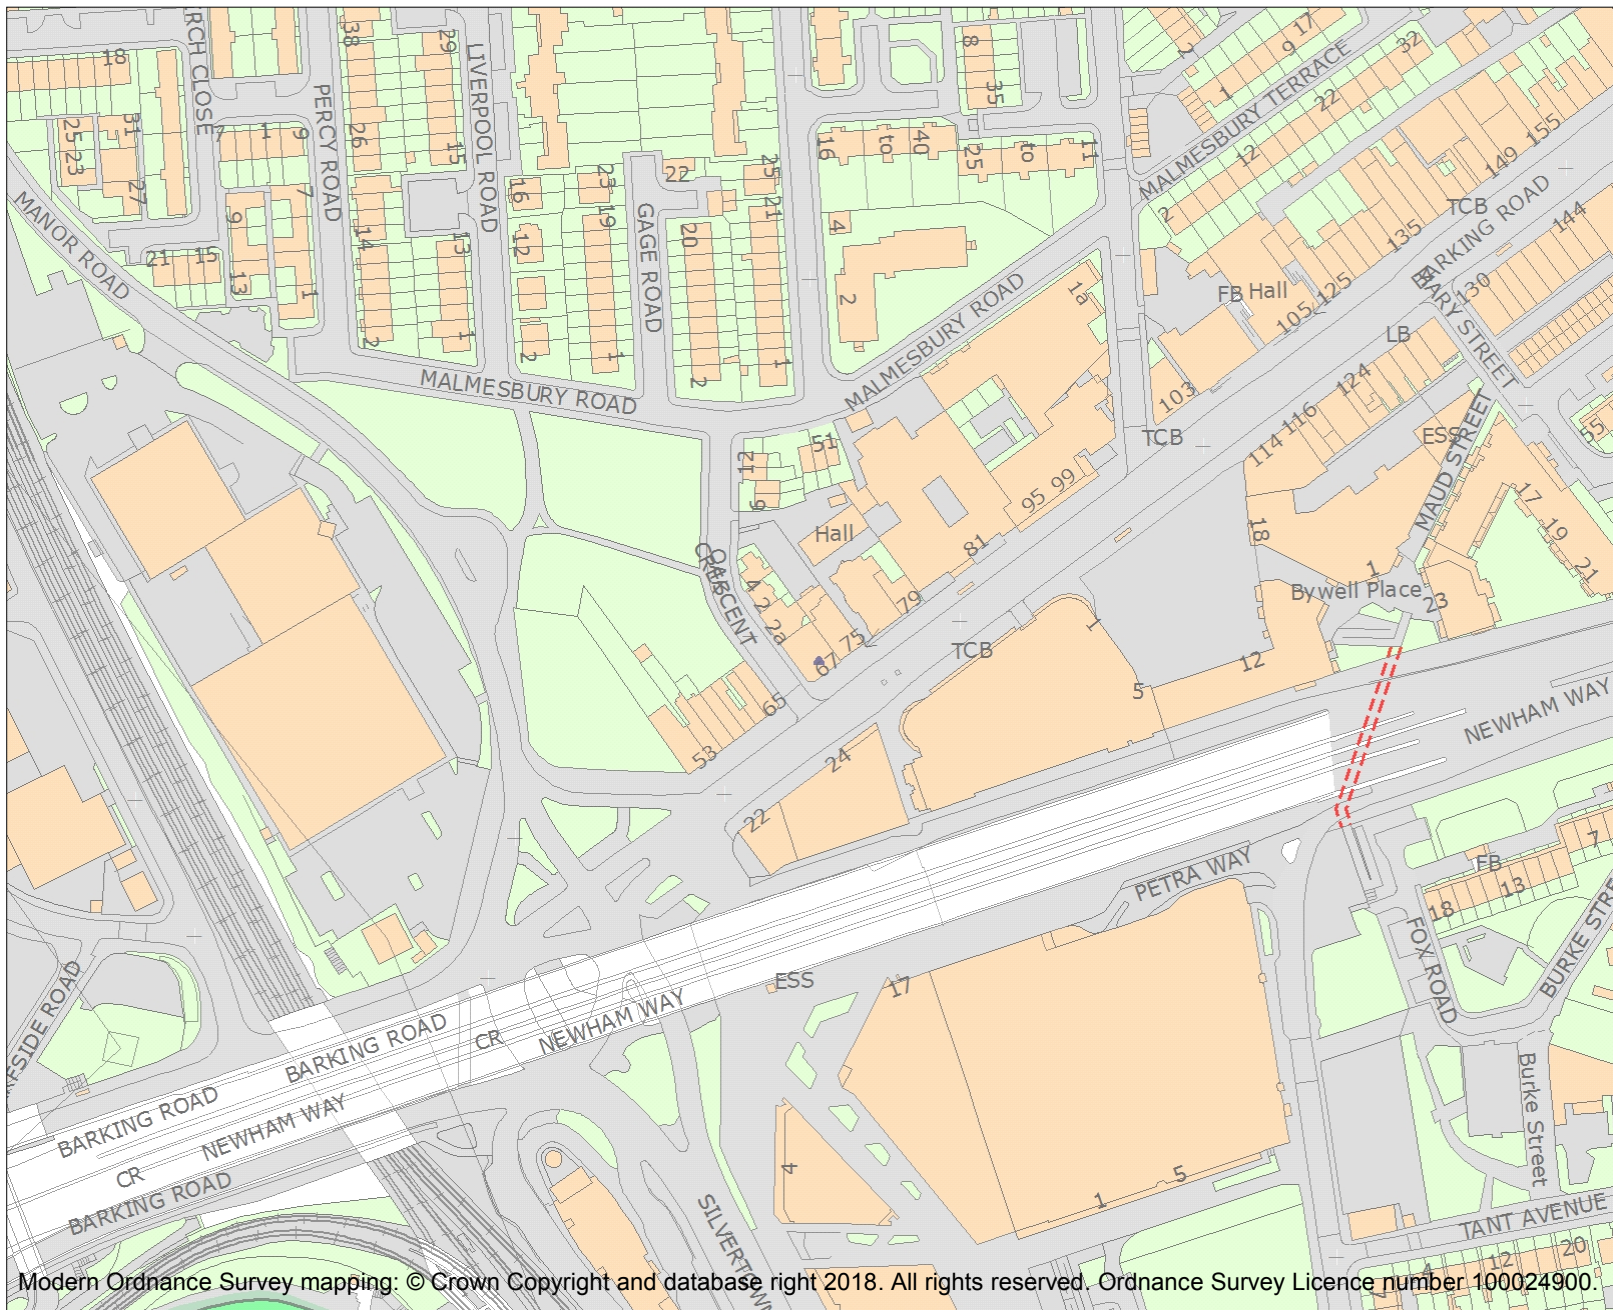 18
RCH CLOSE
38
29
LIVERPOOL ROAD
PERCY ROAD
26
15
7
1
9
25
23
31
27
MANOR ROAD
21
15
9
13
7
1
14
2
13
1
16
12
2
23
19
1
GAGE ROAD
22
20
2
25
21
1
8
35
16
to
40
25
to
11
4
2
2
1
9
17
MALMESBURY TERRACE
32
22
12
2
155
149
TCB
BARKING ROAD
135
144
125
105
FB
Hall
130
BARY STREET
LB
124
116
114
103
TCB
MALMESBURY ROAD
MALMESBURY ROAD
1a
51
21
9
Hall
99
95
81
79
75
67
CRESCENT
4
2
2a
65
53
ESS
MAUD STREET
55
17
19
21
18
1
Bywell Place
23
TCB
1
5
12
24
22
NEWHAM WAY
PETRA WAY
FB
7
13
18
FOX ROAD
BURKE STRE
Burke Street
ESS
17
NEWHAM WAY
CR
BARKING ROAD
FSIDE ROAD
BARKING ROAD
NEWHAM WAY
CR
BARKING ROAD
4
1
5
SILVERTOWN
TANT AVENUE
20
12
4
Modern Ordnance Survey mapping: © Crown Copyright and database right 2018. All rights reserved. Ordnance Survey Licence number 100024900.